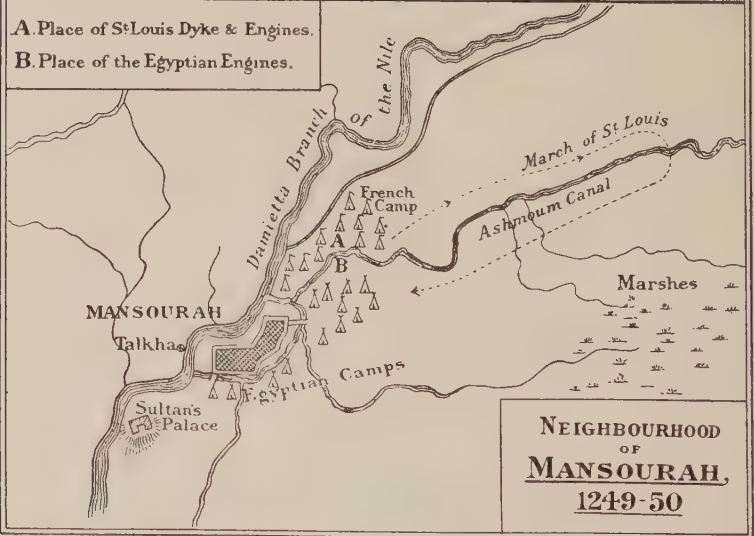 A. Place of St Louis Dyke & Engines.
B. Place of the Egyptian Engines.
Damietta Branch of the Nile
March of St Louis
French
Camp
Ashmoum Canal
A
B
Marshes
MANSOURAH
Talkha
Egyptian Camps
Sultan's
Palace
NEIGHBOURHOOD
OF
MANSOURAH,
1249-50